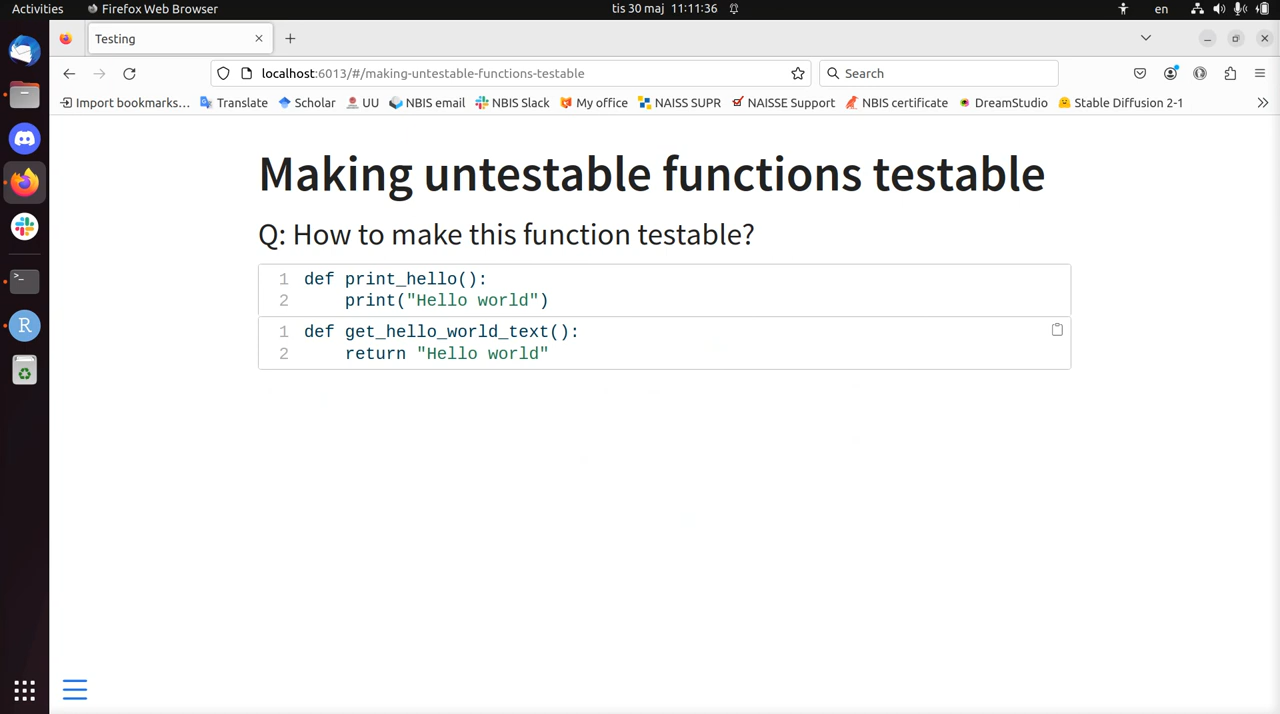 Activities Firefox Web Browser tis 30 maj 11:11:36 en
Testing
localhost:6013/#/making-untestable-functions-testable Search
Import bookmarks... Translate Scholar UU NBIS email NBIS Slack My office NAISS SUPR NAISSE Support NBIS certificate DreamStudio Stable Diffusion 2-1
Making untestable functions testable
Q: How to make this function testable?
1 def print_hello():
2 print("Hello world")
1 def get_hello_world_text():
2 return "Hello world"
R